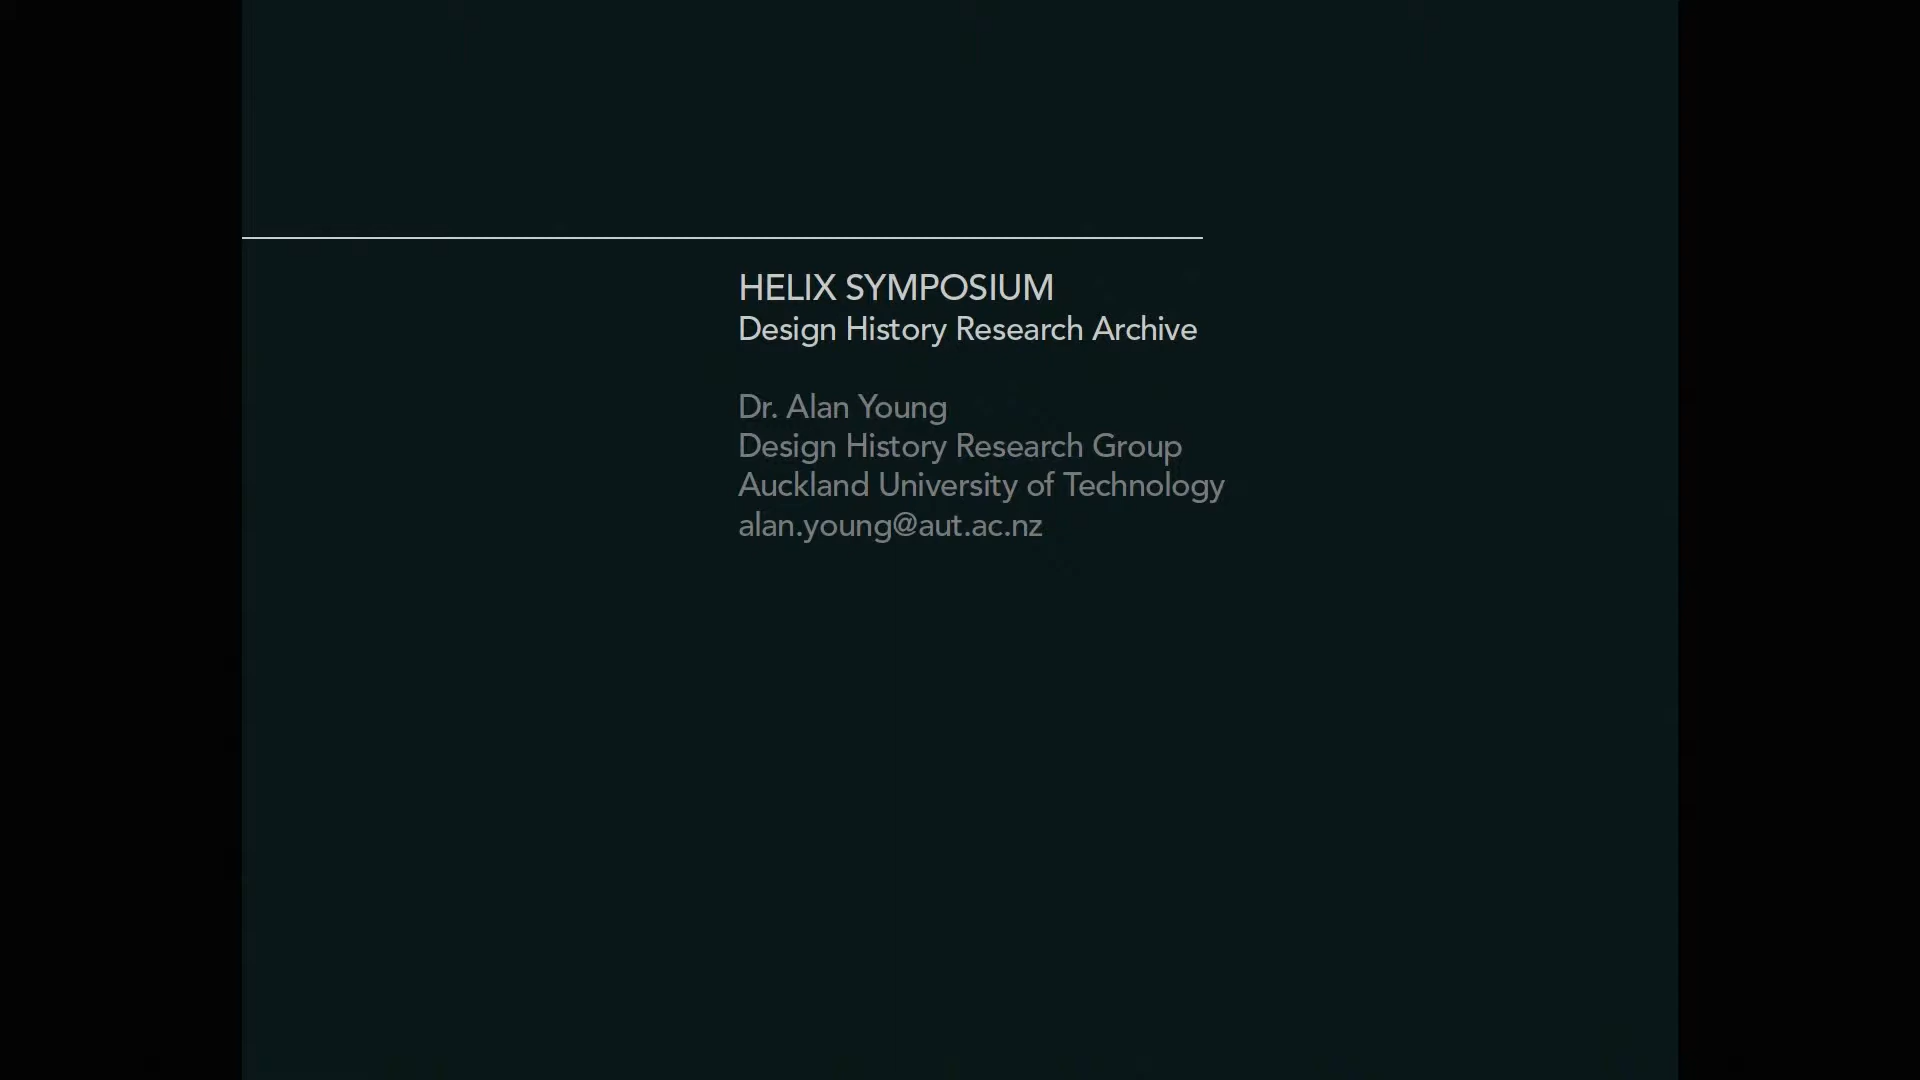 HELIX SYMPOSIUM
Design History Research Archive
Dr. Alan Young
Design History Research Group
Auckland University of Technology
alan.young@aut.ac.nz